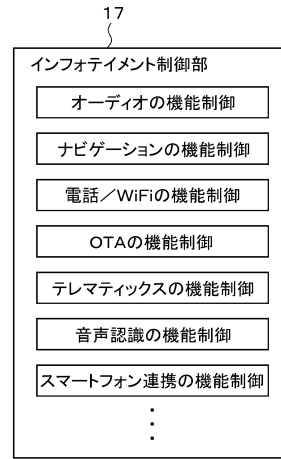 17
インフォテイメント制御部
オーディオの機能制御
ナビゲーションの機能制御
電話／WiFiの機能制御
OTAの機能制御
テレマティックスの機能制御
音声認識の機能制御
スマートフォン連携の機能制御